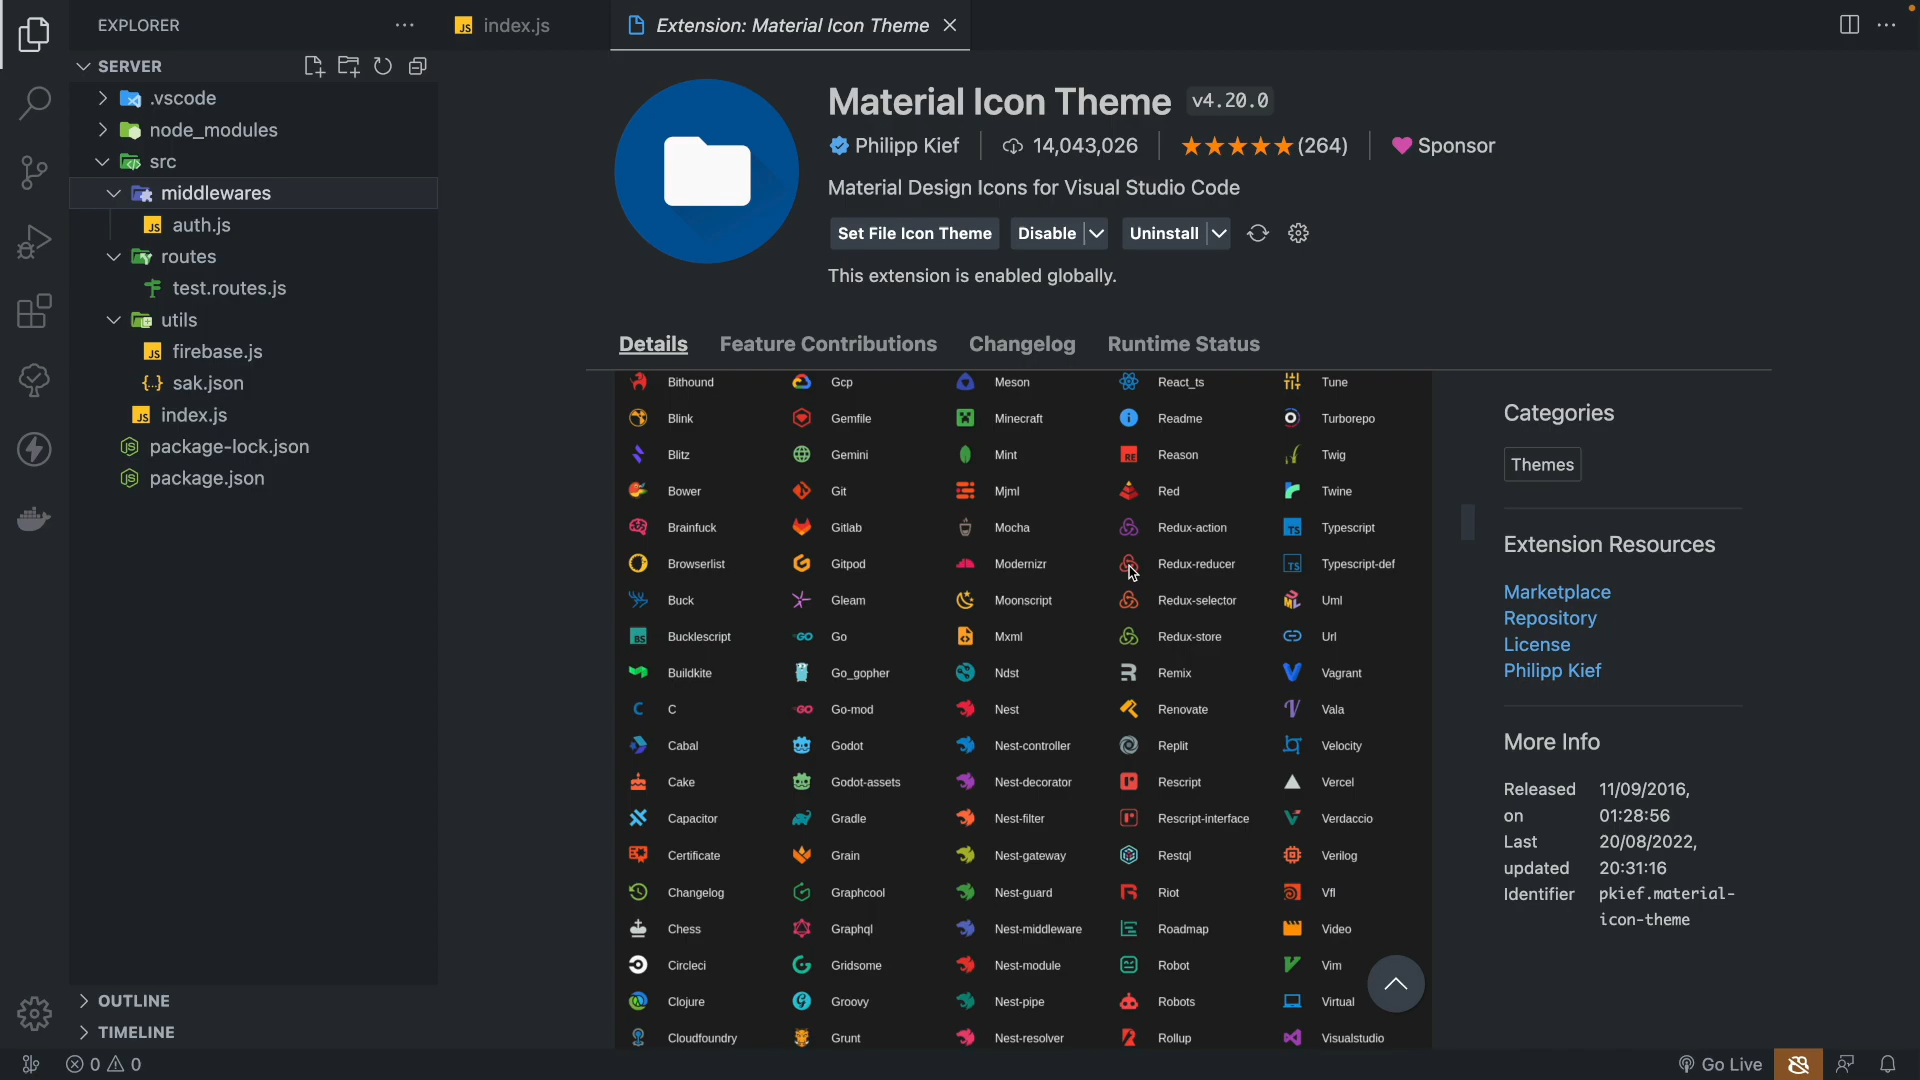 EXPLORER
SERVER
.vscode
node_modules
src
middlewares
JS auth.js
routes
test.routes.js
utils
JS firebase.js
{..} sak.json
JS index.js
package-lock.json
package.json
OUTLINE
TIMELINE
JS index.js
Extension: Material Icon Theme
Material Icon Theme v4.20.0
Philipp Kief 14,043,026 (264) Sponsor
Material Design Icons for Visual Studio Code
Set File Icon Theme Disable Uninstall
This extension is enabled globally.
Details Feature Contributions Changelog Runtime Status
Bithound Gcp Meson React_ts Tune
Blink Gemfile Minecraft Readme Turborepo
Blitz Gemini Mint Reason Twig
Bower Git Mjml Red Twine
Brainfuck Gitlab Mocha Redux-action Typescript
Browserlist Gitpod Modernizr Redux-reducer Typescript-def
Buck Gleam Moonscript Redux-selector Uml
Bucklescript Go Mxml Redux-store Url
Buildkite Go_gopher Ndst Remix Vagrant
C Go-mod Nest Renovate Vala
Cabal Godot Nest-controller Replit Velocity
Cake Godot-assets Nest-decorator Rescript Vercel
Capacitor Gradle Nest-filter Rescript-interface Verdaccio
Certificate Grain Nest-gateway Restql Verilog
Changelog Graphcool Nest-guard Riot Vfl
Chess Graphql Nest-middleware Roadmap Video
Circleci Gridsome Nest-module Robot Vim
Clojure Groovy Nest-pipe Robots Virtual
Cloudfoundry Grunt Nest-resolver Rollup Visualstudio
Categories
Themes
Extension Resources
Marketplace
Repository
License
Philipp Kief
More Info
Released on 11/09/2016, 01:28:56
Last updated 20/08/2022, 20:31:16
Identifier pkief.material-icon-theme
0 0
Go Live